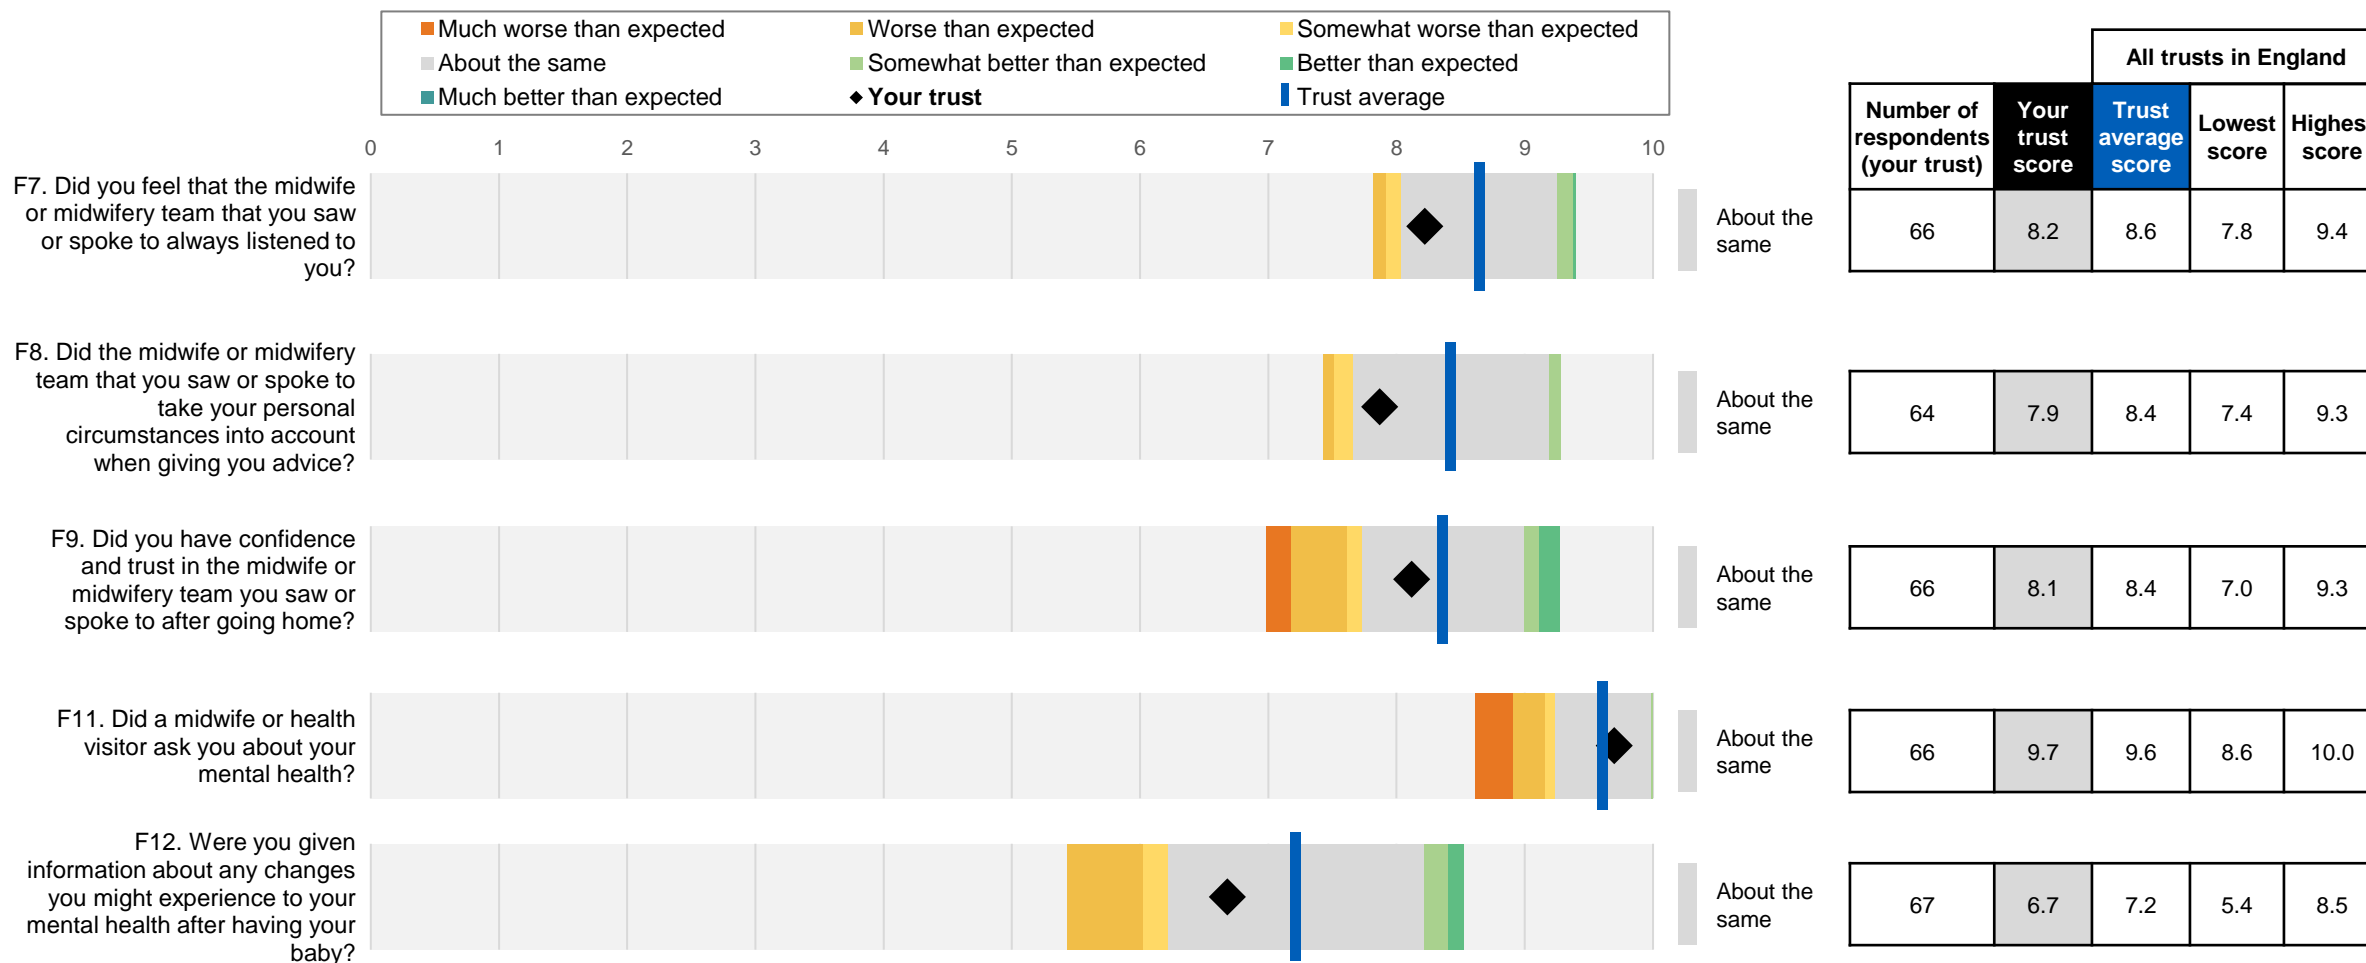 Much worse than expected
Worse than expected
Somewhat worse than expected
About the same
Somewhat better than expected
Better than expected
Much better than expected
Your trust
Trust average
All trusts in England
Number of
respondents
(your trust)
Your
trust
score
Trust
average
score
Lowest
score
Highes
score
0 1 2 3 4 5 6 7 8 9 10
F7. Did you feel that the midwife
or midwifery team that you saw
or spoke to always listened to
you?
About the
same
66 8.2 8.6 7.8 9.4
F8. Did the midwife or midwifery
team that you saw or spoke to
take your personal
circumstances into account
when giving you advice?
About the
same
64 7.9 8.4 7.4 9.3
F9. Did you have confidence
and trust in the midwife or
midwifery team you saw or
spoke to after going home?
About the
same
66 8.1 8.4 7.0 9.3
F11. Did a midwife or health
visitor ask you about your
mental health?
About the
same
66 9.7 9.6 8.6 10.0
F12. Were you given
information about any changes
you might experience to your
mental health after having your
baby?
About the
same
67 6.7 7.2 5.4 8.5